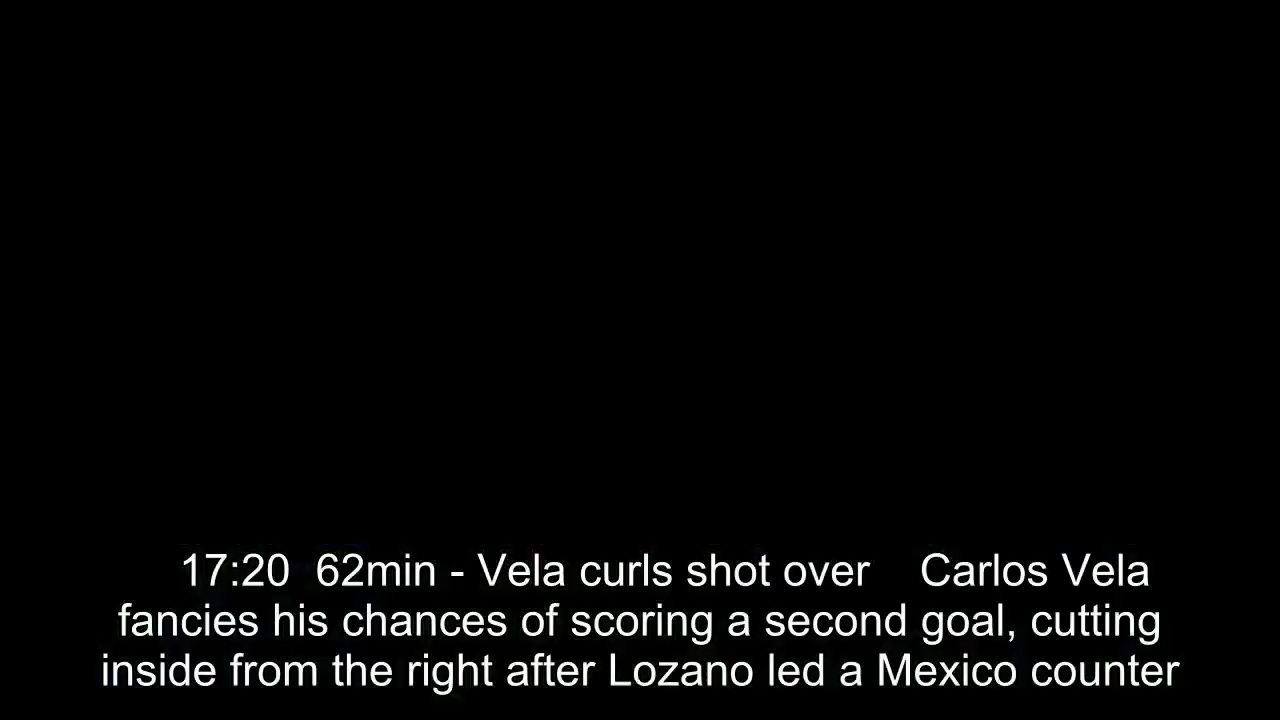 17:20  62min - Vela curls shot over    Carlos Vela
fancies his chances of scoring a second goal, cutting
inside from the right after Lozano led a Mexico counter